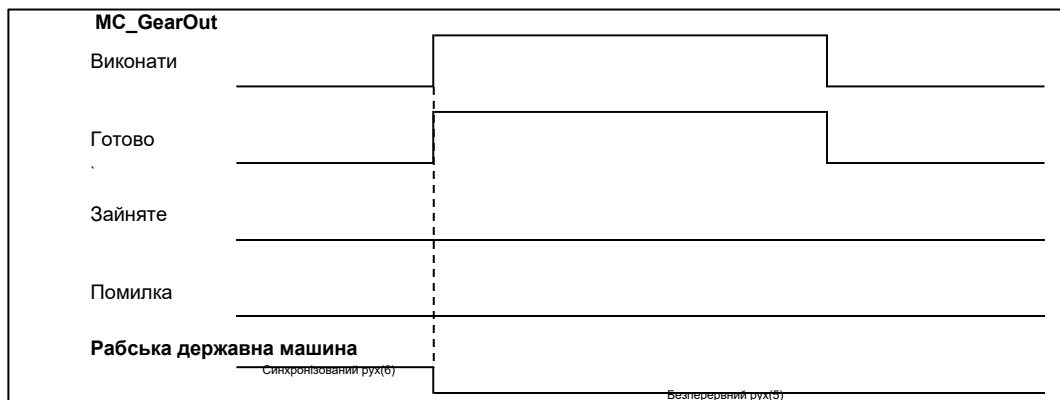 MC_GearOut
Виконати
Готово
`
Зайняте
Помилка
Рабська державна машина
Синхронізований рух(6)
Безперервний рух(5)